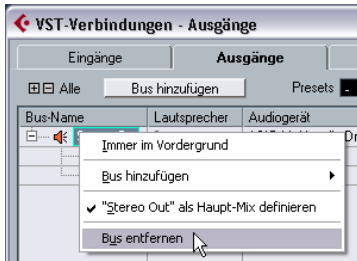 VST-Verbindungen - Ausgänge
Eingänge Ausgänge
Alle Bus hinzufügen Presets -
Bus-Name Lautsprecher Audiogerät
Immer im Vordergrund
Bus hinzufügen
"Stereo Out" als Haupt-Mix definieren
Bus entfernen